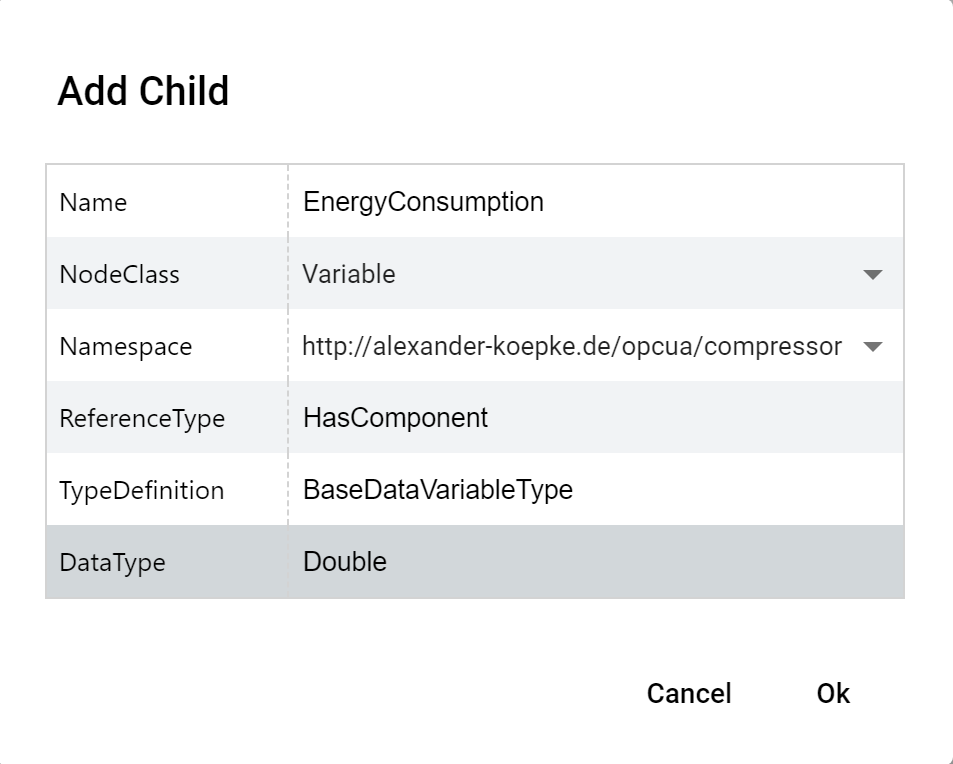 Add Child
Name EnergyConsumption
NodeClass Variable
Namespace http://alexander-koepke.de/opcua/compressor
ReferenceType HasComponent
TypeDefinition BaseDataVariableType
DataType Double
Cancel Ok